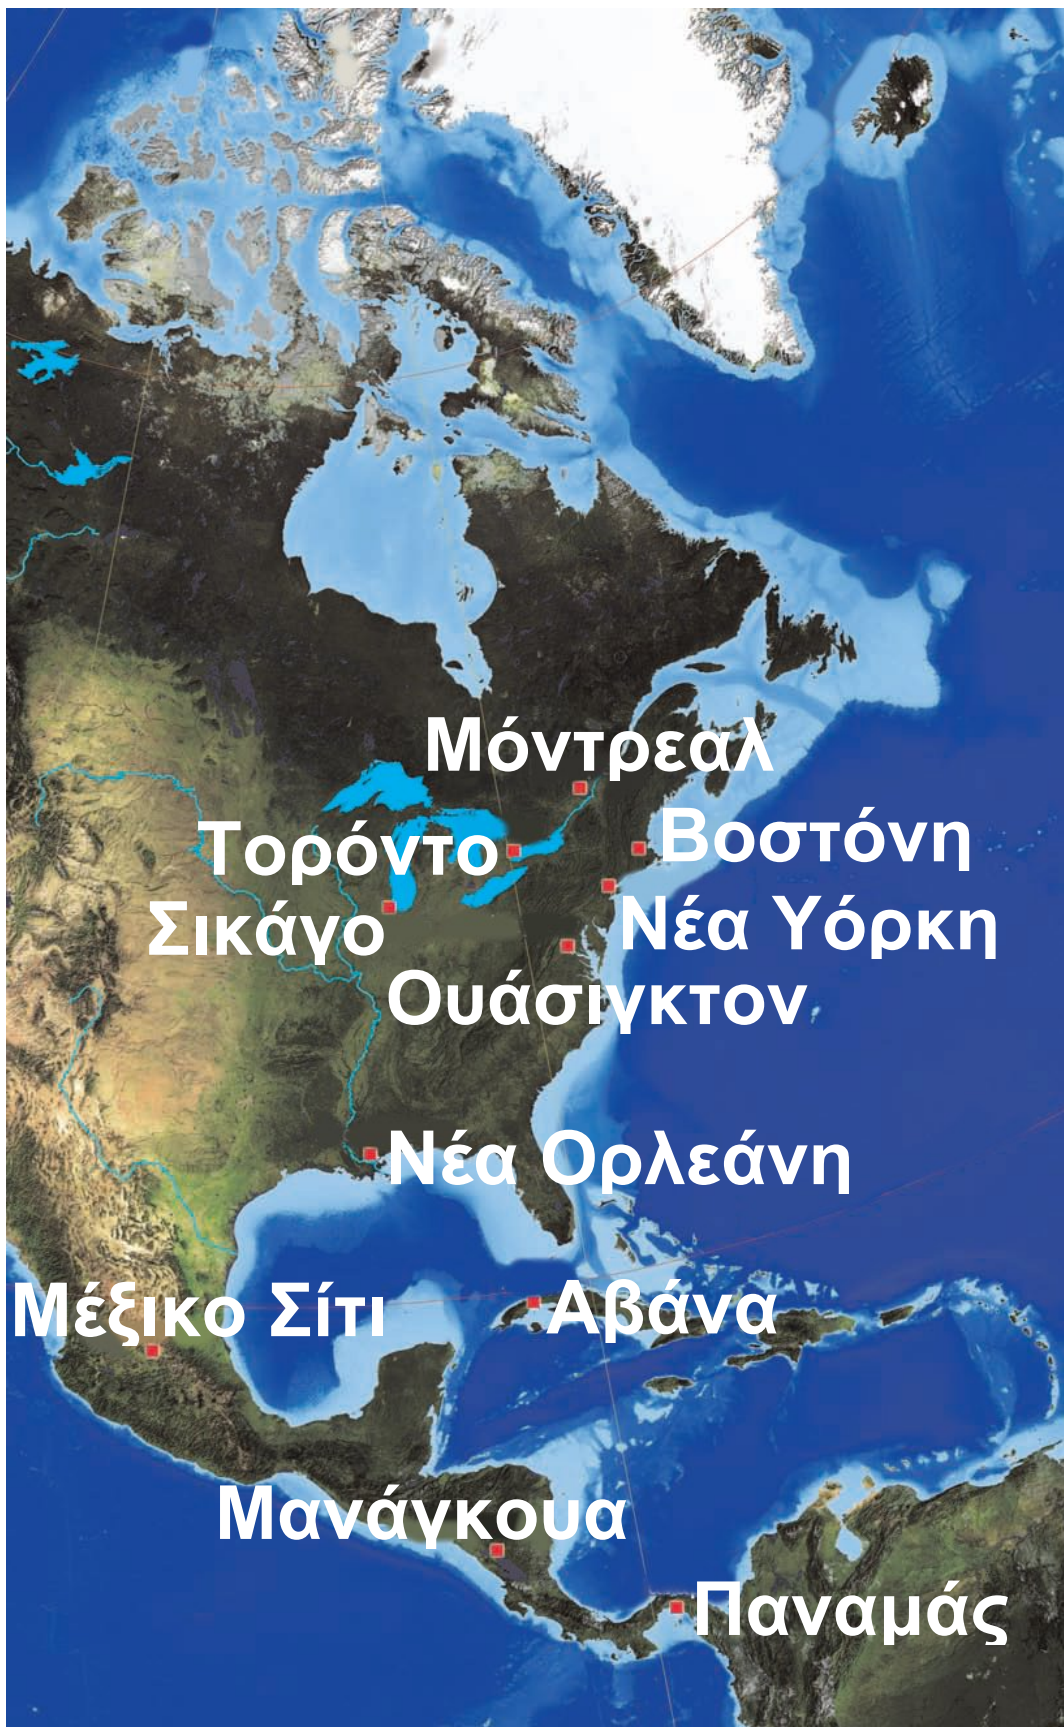 Μόντρεαλ
Τορόντο
Βοστόνη
Σικάγο
Νέα Υόρκη
Ουάσιγκτον
Νέα Ορλεάνη
Μέξικο Σίτι
Αβάνα
Μανάγκουα
Παναμάς